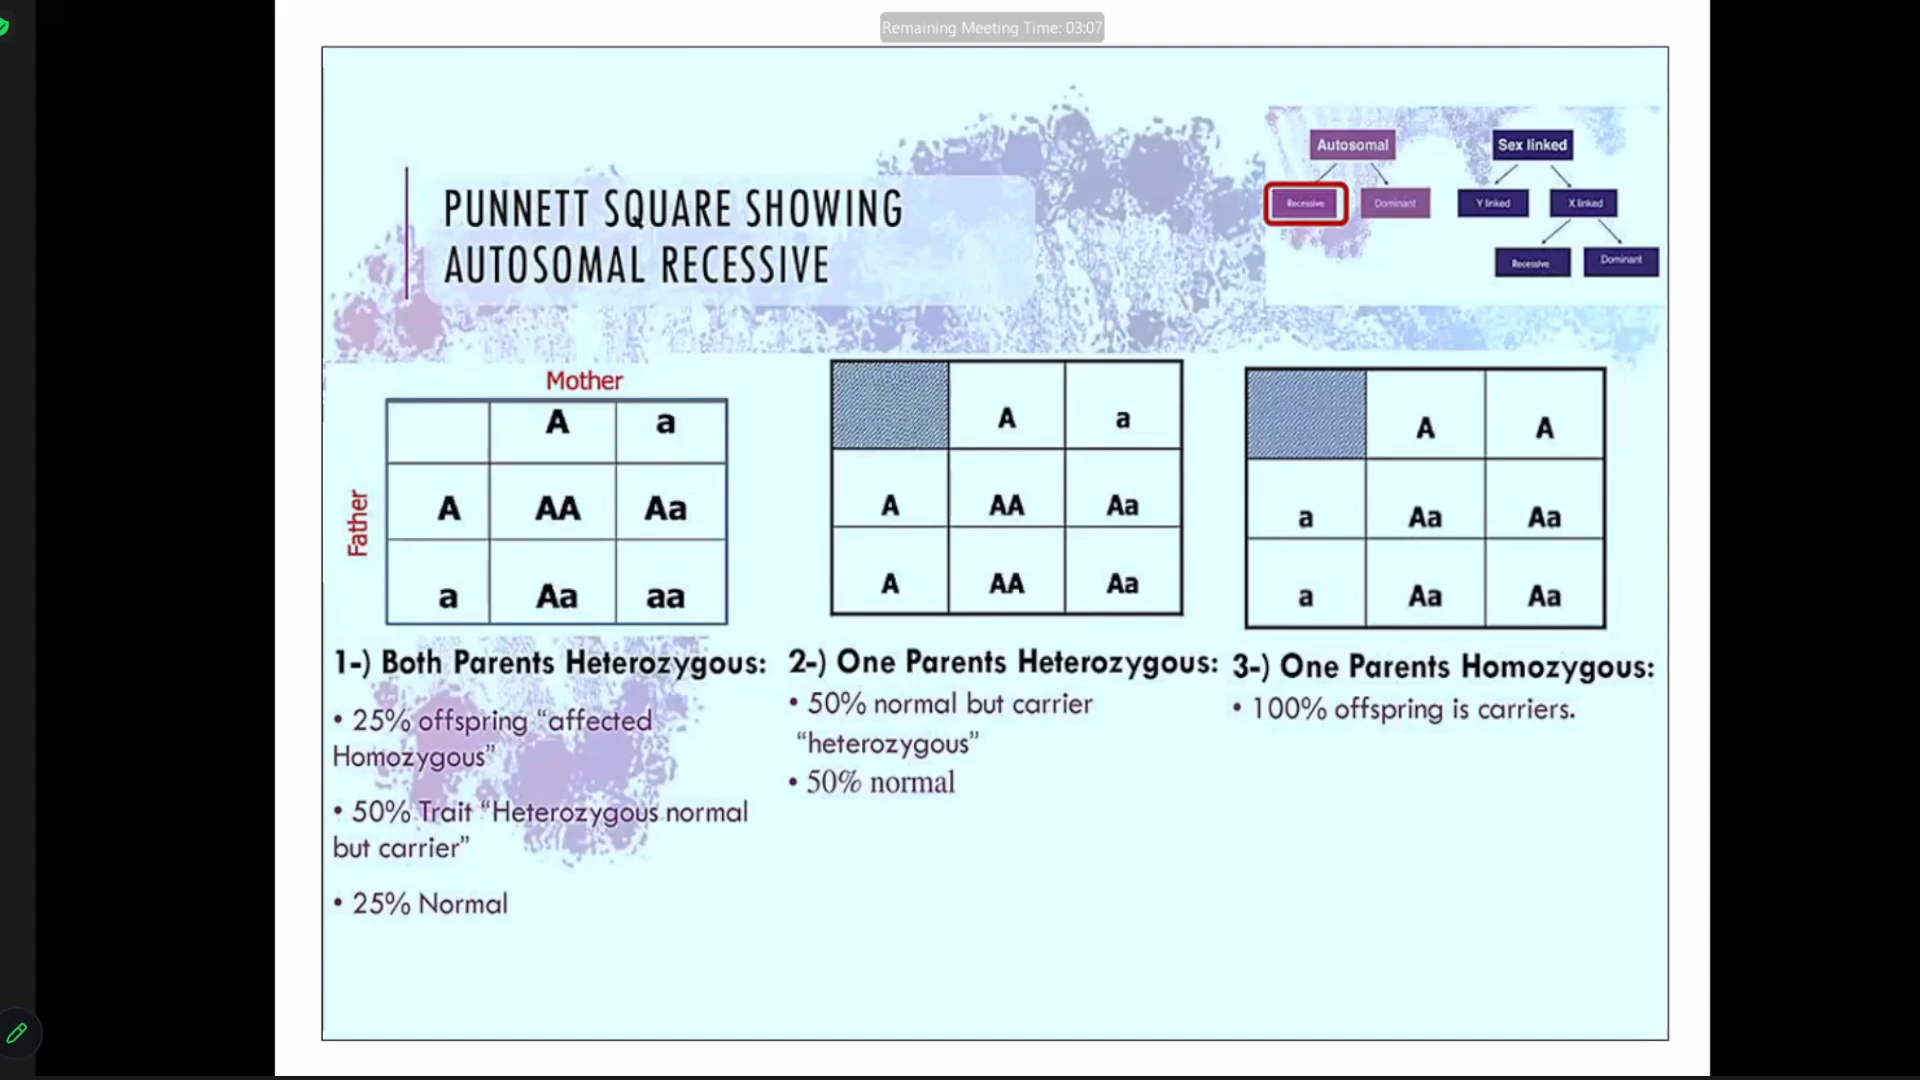 Remaining Meeting Time: 03:07
PUNNETT SQUARE SHOWING
AUTOSOMAL RECESSIVE
Autosomal
Sex linked
Recessive
Dominant
Y linked
X linked
Recessive
Dominant
Mother
Father
A a
A AA Aa
a Aa aa
A a
A AA Aa
A AA Aa
A A
a Aa Aa
a Aa Aa
1-) Both Parents Heterozygous:
• 25% offspring “affected
Homozygous”
• 50% Trait “Heterozygous normal
but carrier”
• 25% Normal
2-) One Parents Heterozygous:
• 50% normal but carrier
“heterozygous”
• 50% normal
3-) One Parents Homozygous:
• 100% offspring is carriers.